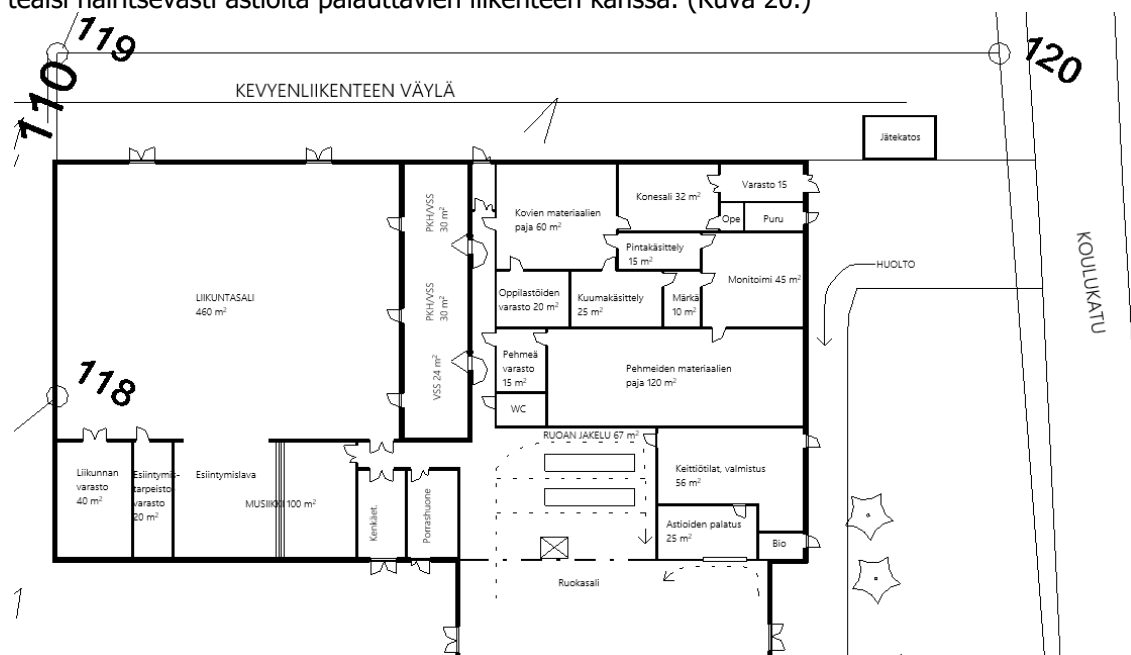 teäisi hallitsevasti astioita palauttavien liikenteen kanssa. (Kuva 20.)
119
120
110
KEVYENLIIKENTEEN VÄYLÄ
Jätekatos
PKH/VSS
30 m²
Kovien materiaalien
paja 60 m²
Konesali 32 m²
Varasto 15
Ope
Puru
Pintakäsittely
15 m²
KOULUKATU
HUOLTO
LIIKUNTASALI
460 m²
PKH/VSS
30 m²
Oppilastöiden
varasto 20 m²
Kuumakäsittely
25 m²
Märkä
10 m²
Monitoimi 45 m²
118
VSS 24 m²
Pehmeä
varasto
15 m²
Pehmeiden materiaalien
paja 120 m²
WC
RUOAN JAKELU 67 m²
Liikunnan
varasto
40 m²
Esiintymis-
tarpeisto-
varasto
20 m²
Esiintymislava
MUSIIKKI 100 m²
Kenkäet.
Porrashuone
Keittiötilat, valmistus
56 m²
Astioiden palatus
25 m²
Bio
Ruokasali